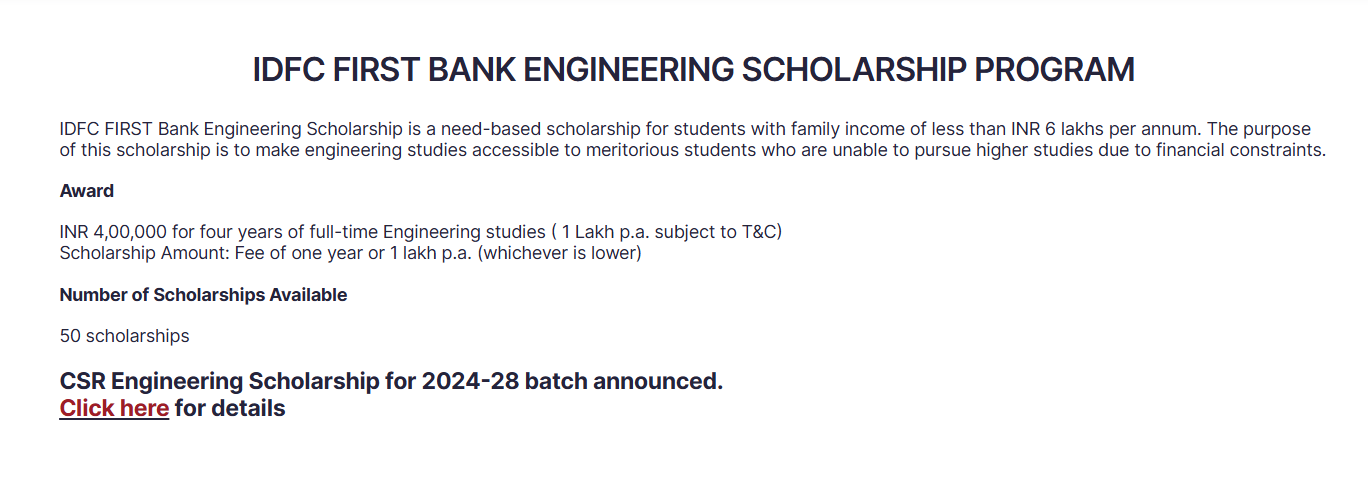 IDFC FIRST BANK ENGINEERING SCHOLARSHIP PROGRAM
IDFC FIRST Bank Engineering Scholarship is a need-based scholarship for students with family income of less than INR 6 lakhs per annum. The purpose
of this scholarship is to make engineering studies accessible to meritorious students who are unable to pursue higher studies due to financial constraints.
Award
INR 4,00,000 for four years of full-time Engineering studies ( 1 Lakh p.a. subject to T&C)
Scholarship Amount: Fee of one year or 1 lakh p.a. (whichever is lower)
Number of Scholarships Available
50 scholarships
CSR Engineering Scholarship for 2024-28 batch announced.
Click here for details